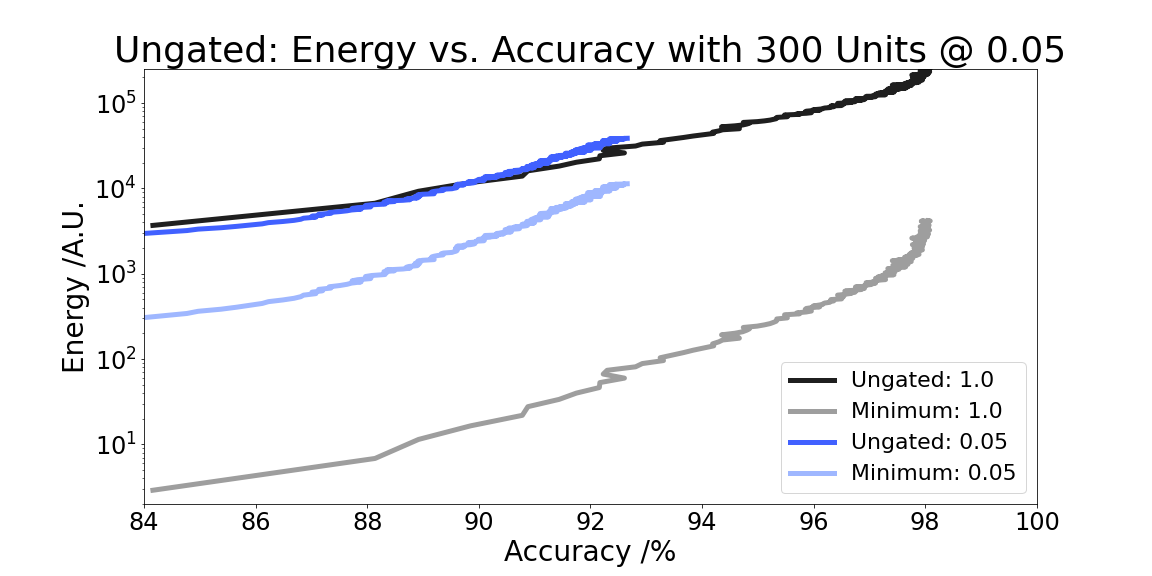 Ungated: Energy vs. Accuracy with 300 Units @ 0.05
Energy /A.U.
10⁵
10⁴
10³
10²
10¹
Ungated: 1.0
Minimum: 1.0
Ungated: 0.05
Minimum: 0.05
84 86 88 90 92 94 96 98 100
Accuracy /%